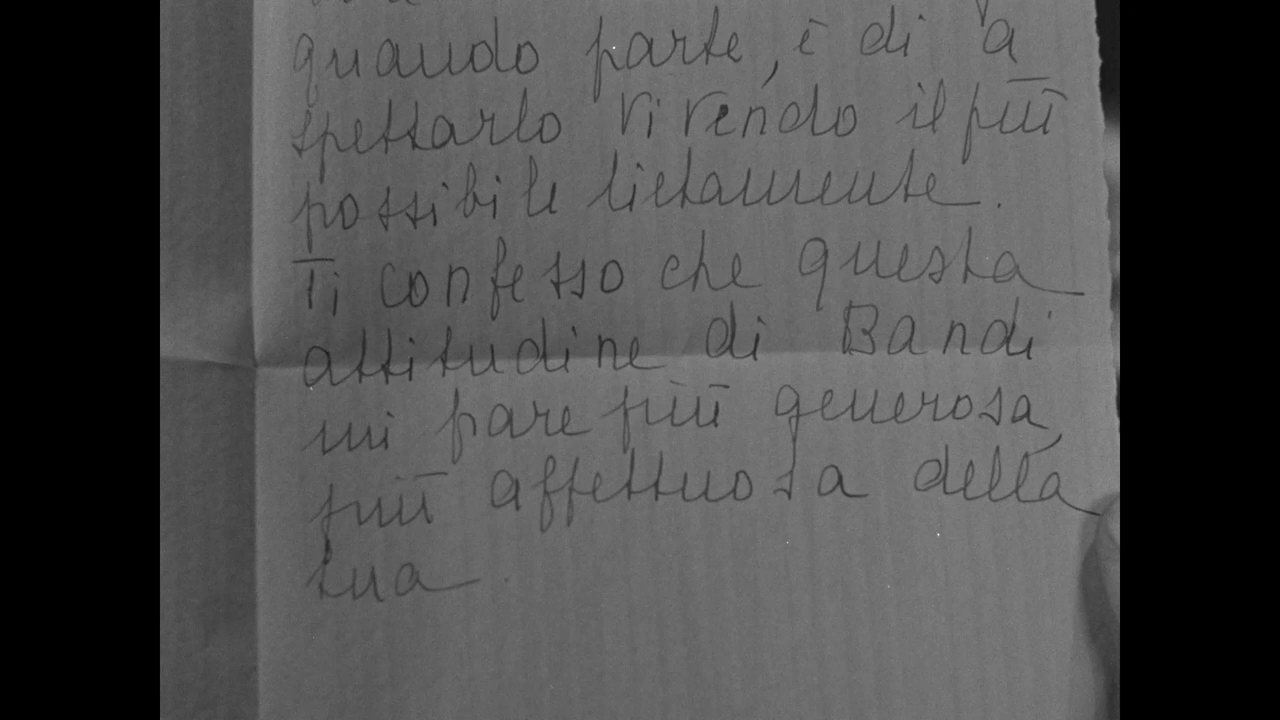 quando parte, è di a
spettarlo vivendo il più
possibile lietamente.
Ti confesso che questa
attitudine di Bandi
mi pare più generosa,
più affettuosa della
tua.